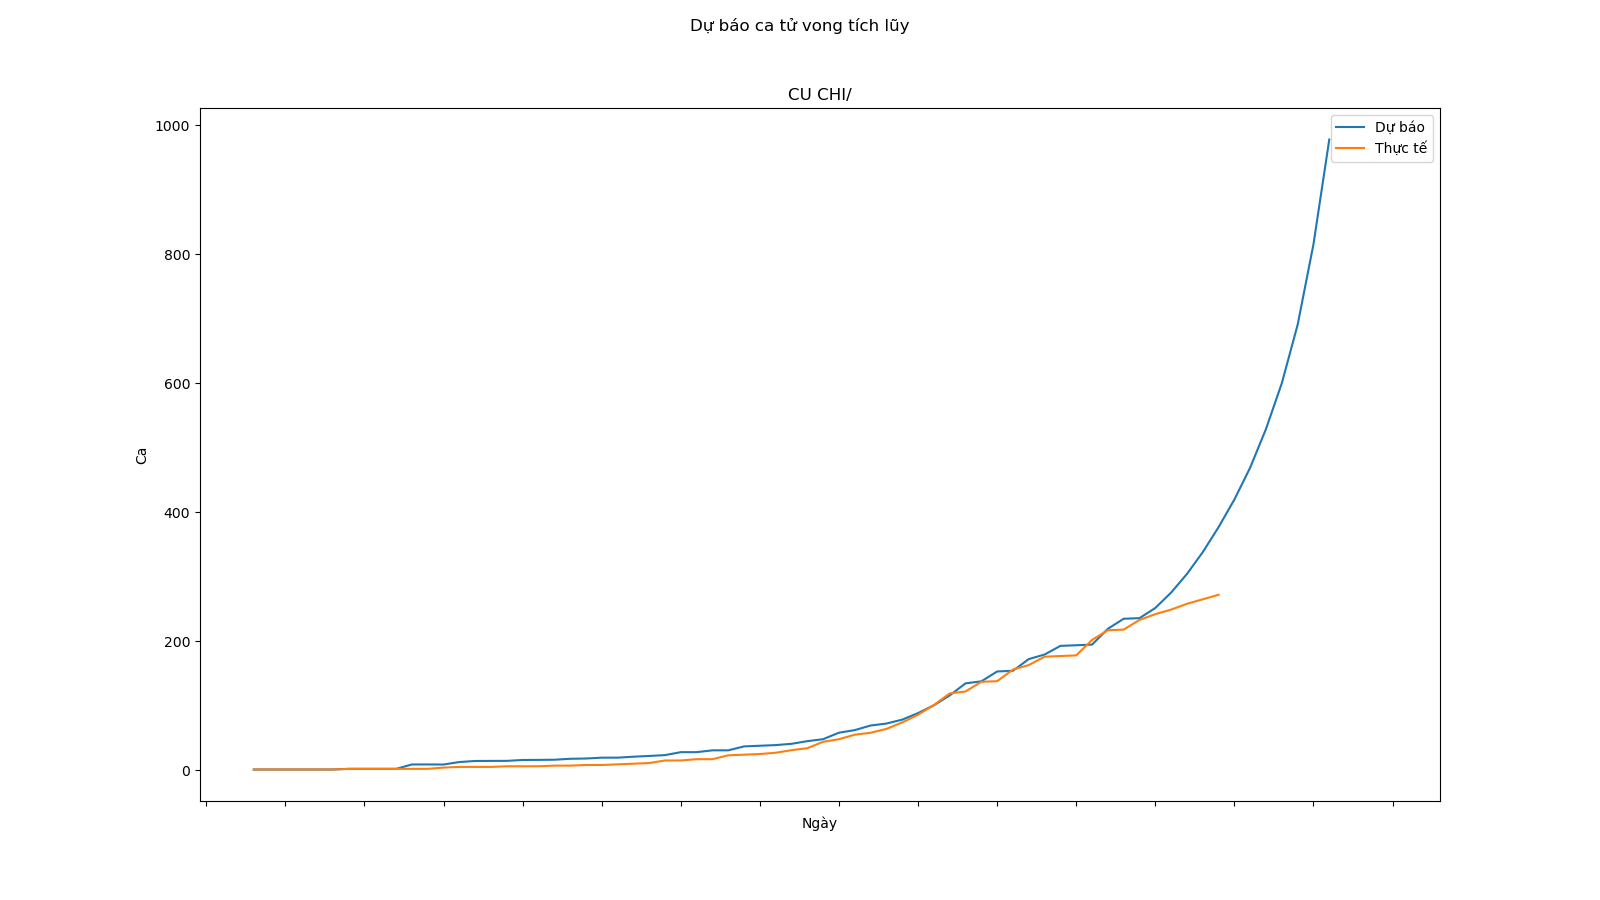 Dự báo ca tử vong tích lũy
CU CHI/
Dự báo
Thực tế
1000
800
600
400
200
0
Ca
Ngày